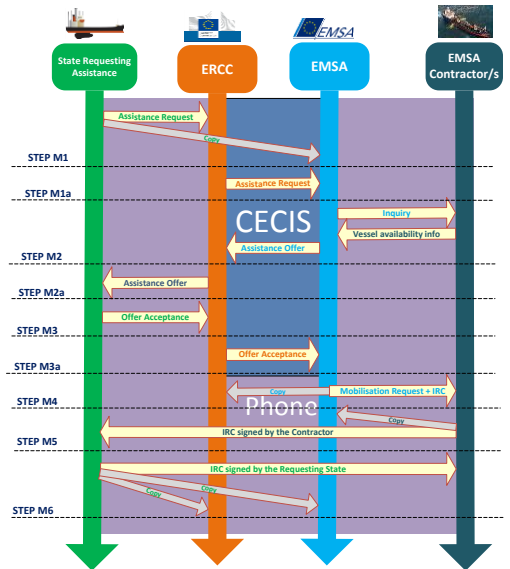 EMSA
State Requesting
Assistance
ERCC
EMSA
EMSA
Contractor/s
Assistance Request
Copy
STEP M1
Assistance Request
STEP M1a
Inquiry
CECIS
Vessel availability info
Assistance Offer
STEP M2
Assistance Offer
STEP M2a
Offer Acceptance
STEP M3
Offer Acceptance
STEP M3a
Copy
Mobilisation Request + IRC
Phone
STEP M4
Copy
IRC signed by the Contractor
STEP M5
IRC signed by the Requesting State
Copy
Copy
STEP M6